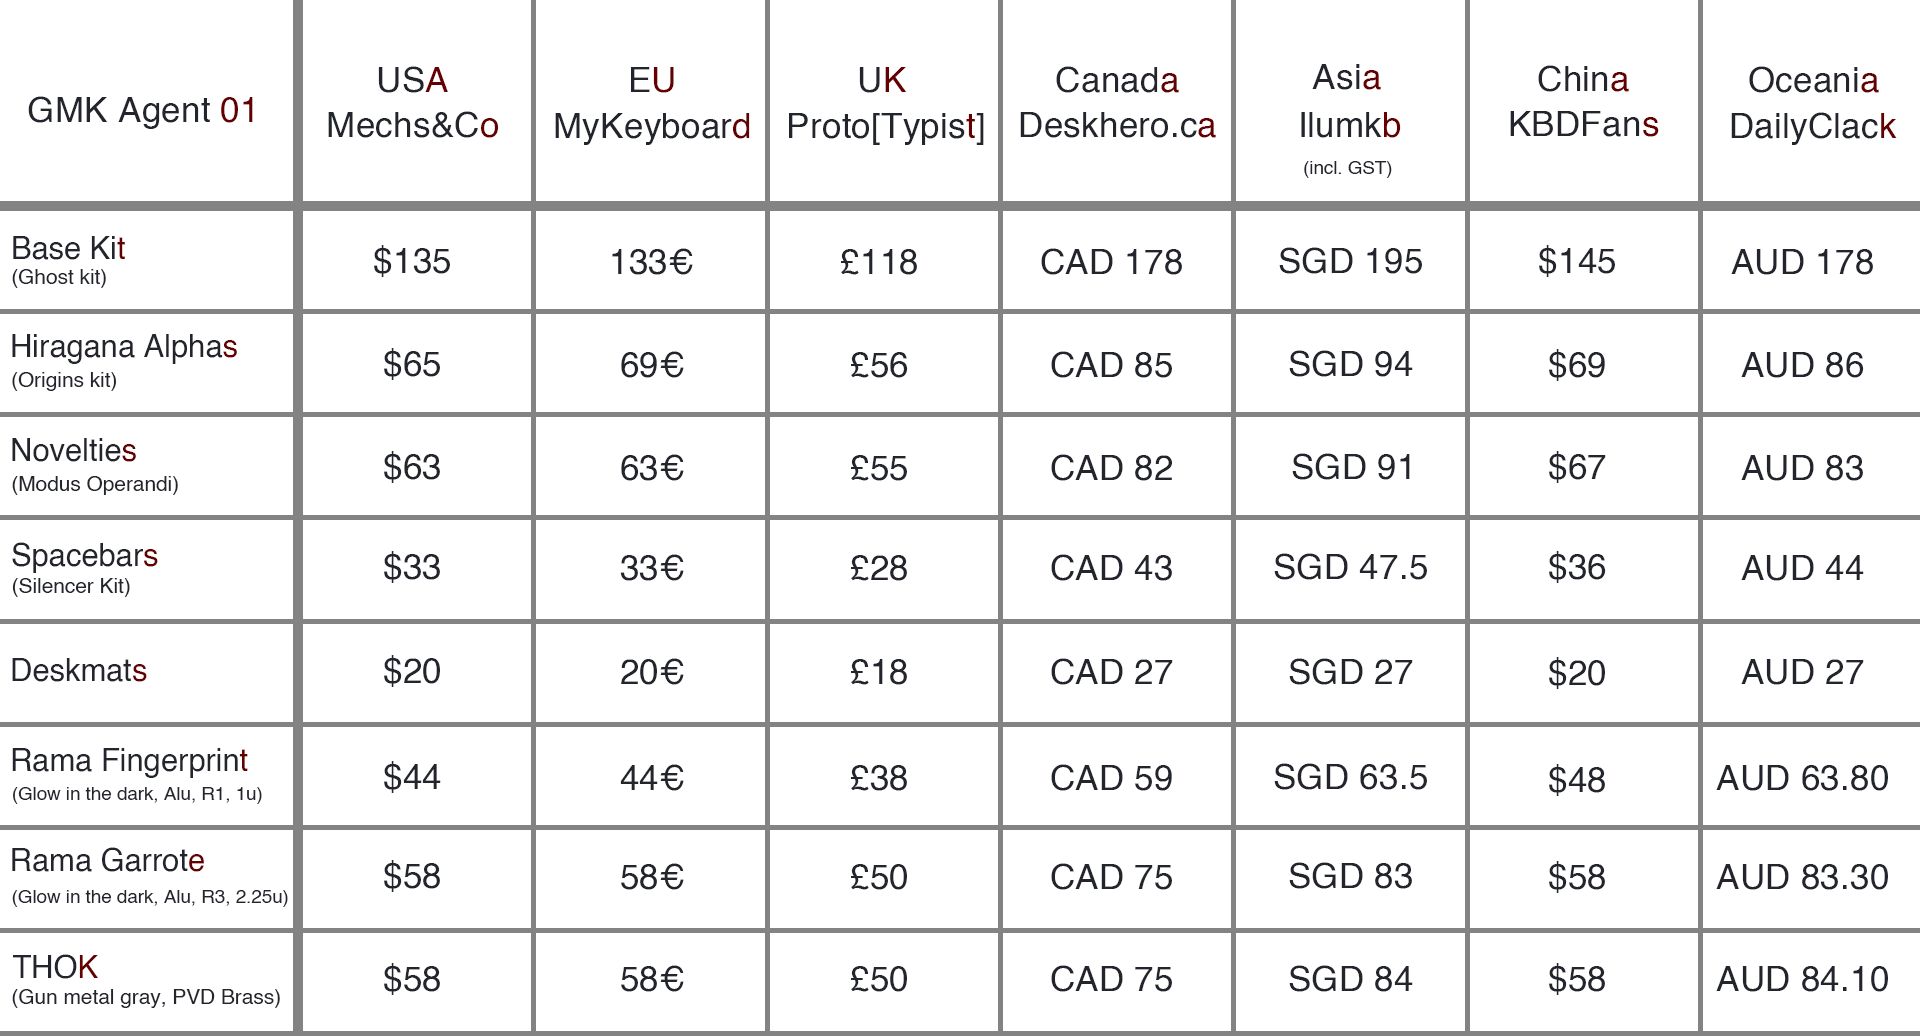 GMK Agent 01
USA
Mechs&Co
EU
MyKeyboard
UK
Proto[Typist]
Canada
Deskhero.ca
Asia
Ilumkb
(incl. GST)
China
KBDFans
Oceania
DailyClack
Base Kit
(Ghost kit)
$135
133€
£118
CAD 178
SGD 195
$145
AUD 178
Hiragana Alphas
(Origins kit)
$65
69€
£56
CAD 85
SGD 94
$69
AUD 86
Novelties
(Modus Operandi)
$63
63€
£55
CAD 82
SGD 91
$67
AUD 83
Spacebars
(Silencer Kit)
$33
33€
£28
CAD 43
SGD 47.5
$36
AUD 44
Deskmats
$20
20€
£18
CAD 27
SGD 27
$20
AUD 27
Rama Fingerprint
(Glow in the dark, Alu, R1, 1u)
$44
44€
£38
CAD 59
SGD 63.5
$48
AUD 63.80
Rama Garrote
(Glow in the dark, Alu, R3, 2.25u)
$58
58€
£50
CAD 75
SGD 83
$58
AUD 83.30
THOK
(Gun metal gray, PVD Brass)
$58
58€
£50
CAD 75
SGD 84
$58
AUD 84.10